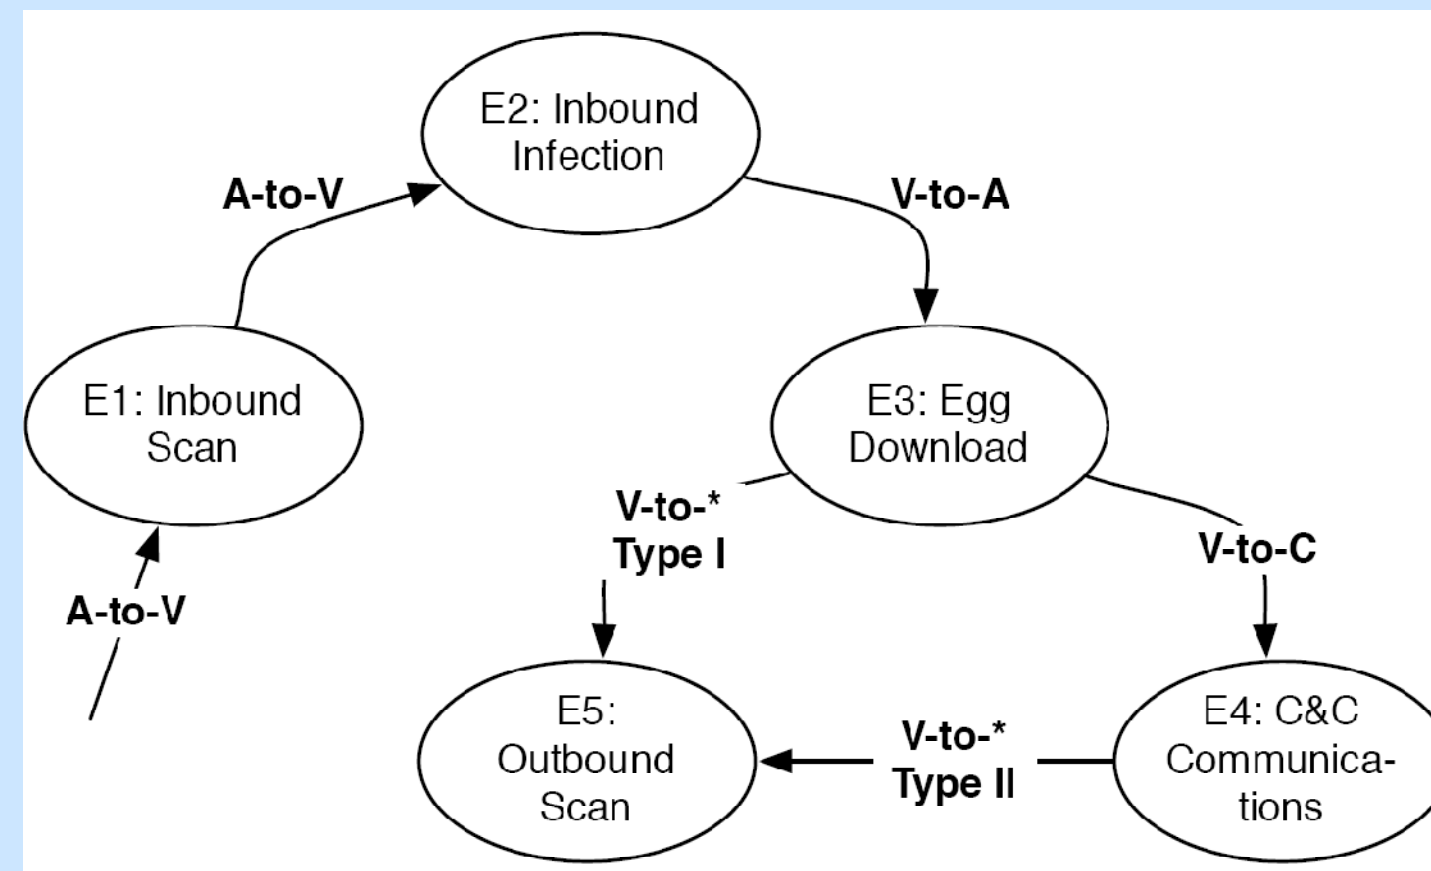 E2: Inbound
Infection
A-to-V
V-to-A
E1: Inbound
Scan
E3: Egg
Download
V-to-*
Type I
V-to-C
A-to-V
E5:
Outbound
Scan
V-to-*
Type II
E4: C&C
Communica-
tions